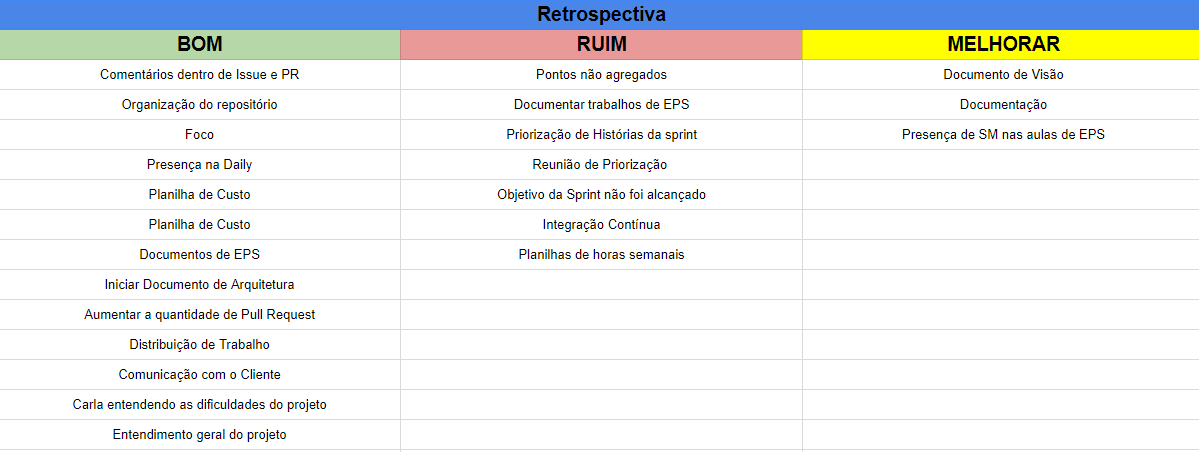 Retrospectiva
BOM RUIM MELHORAR
Comentários dentro de Issue e PR Pontos não agregados Documento de Visão
Organização do repositório Documentar trabalhos de EPS Documentação
Foco Priorização de Histórias da sprint Presença de SM nas aulas de EPS
Presença na Daily Reunião de Priorização
Planilha de Custo Objetivo da Sprint não foi alcançado
Planilha de Custo Integração Contínua
Documentos de EPS Planilhas de horas semanais
Iniciar Documento de Arquitetura
Aumentar a quantidade de Pull Request
Distribuição de Trabalho
Comunicação com o Cliente
Carla entendendo as dificuldades do projeto
Entendimento geral do projeto